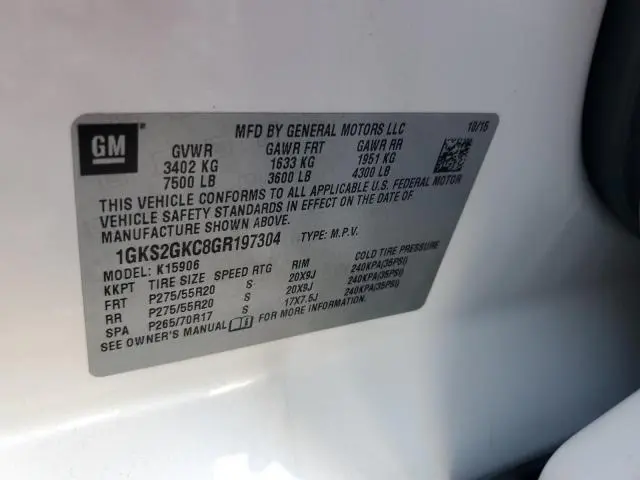 GM MFD BY GENERAL MOTORS LLC 10/15
GVWR GAWR FRT GAWR RR
3402 KG 1633 KG 1951 KG
7500 LB 3600 LB 4300 LB
THIS VEHICLE CONFORMS TO ALL APPLICABLE U.S. FEDERAL MOTOR
VEHICLE SAFETY STANDARDS IN EFFECT ON THE DATE OF
MANUFACTURE SHOWN ABOVE.
1GKS2GKC8GR197304 TYPE: M.P.V.
MODEL: K15906
KKPT TIRE SIZE SPEED RTG RIM COLD TIRE PRESSURE
FRT P275/55R20 S 20X9J 240KPA(35PSI)
RR P275/55R20 S 20X9J 240KPA(35PSI)
SPA P265/70R17 S 17X7.5J 240KPA(35PSI)
SEE OWNER'S MANUAL FOR MORE INFORMATION.